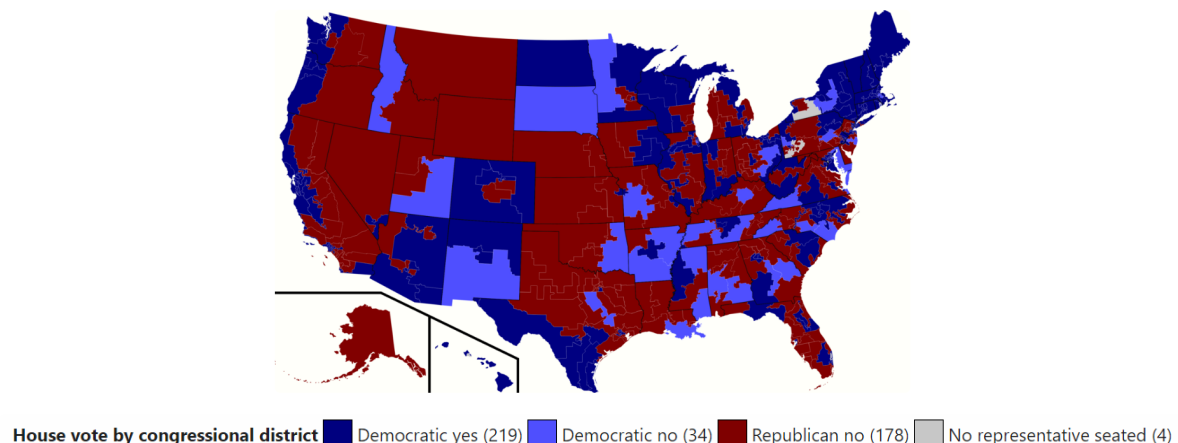 House vote by congressional district Democratic yes (219) Democratic no (34) Republican no (178) No representative seated (4)